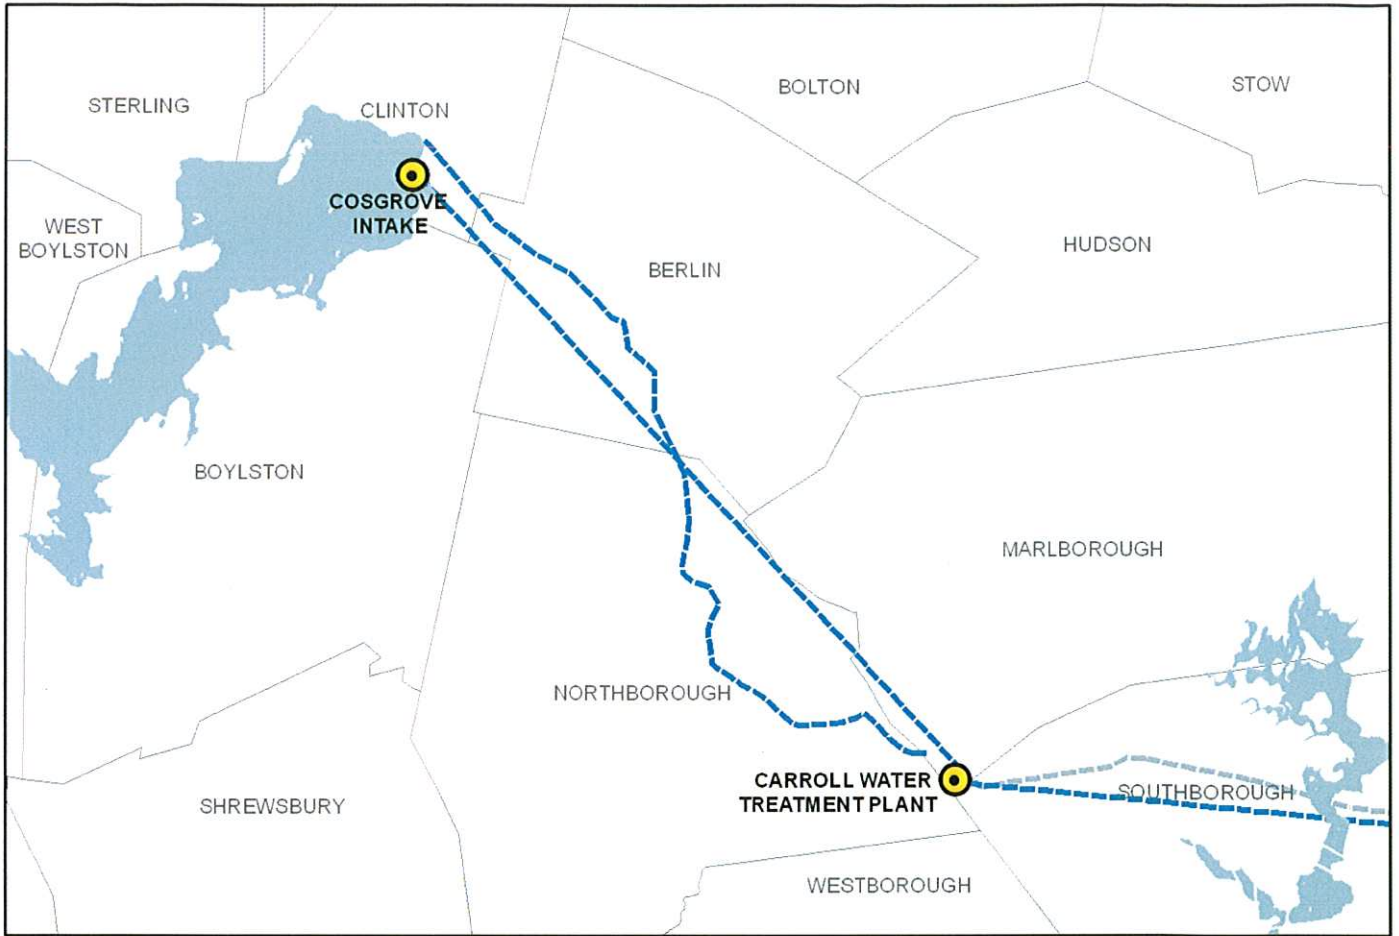 BOLTON
STOW
STERLING
CLINTON
COSGROVE
INTAKE
WEST
BOYLSTON
HUDSON
BERLIN
BOYLSTON
MARLBOROUGH
NORTHBOROUGH
CARROLL WATER
TREATMENT PLANT
SOUTHBOROUGH
SHREWSBURY
WESTBOROUGH